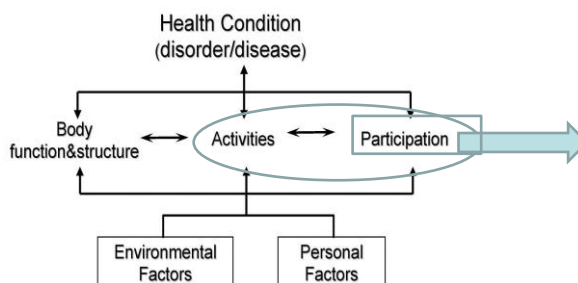 Health Condition
(disorder/disease)
Body
function&structure
Activities
Participation
Environmental
Factors
Personal
Factors